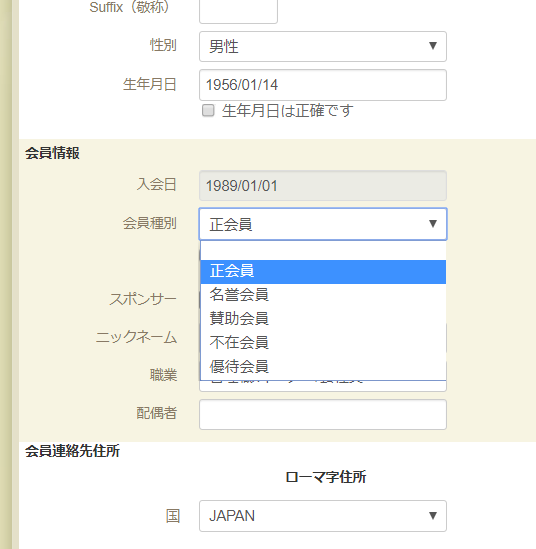 Suffix（敬称）
性別 男性
生年月日 1956/01/14
生年月日は正確です
会員情報
入会日 1989/01/01
会員種別 正会員
正会員
名誉会員
スポンサー
賛助会員
ニックネーム
不在会員
優待会員
職業
配偶者
会員連絡先住所
ローマ字住所
国 JAPAN